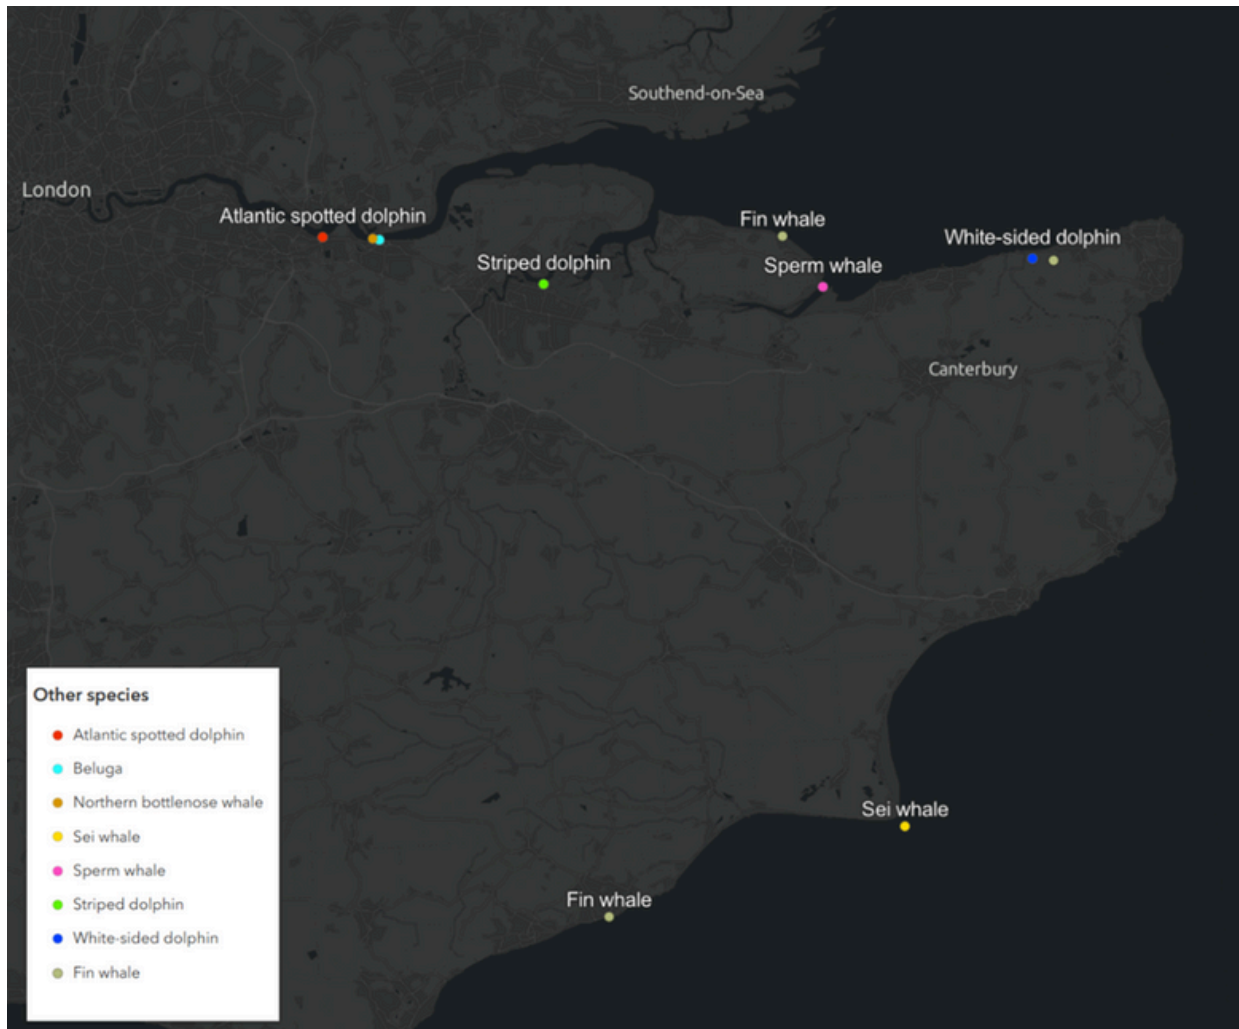 Southend-on-Sea
London
Atlantic spotted dolphin
Fin whale
White-sided dolphin
Striped dolphin
Sperm whale
Canterbury
Sei whale
Fin whale
Other species
Atlantic spotted dolphin
Beluga
Northern bottlenose whale
Sei whale
Sperm whale
Striped dolphin
White-sided dolphin
Fin whale